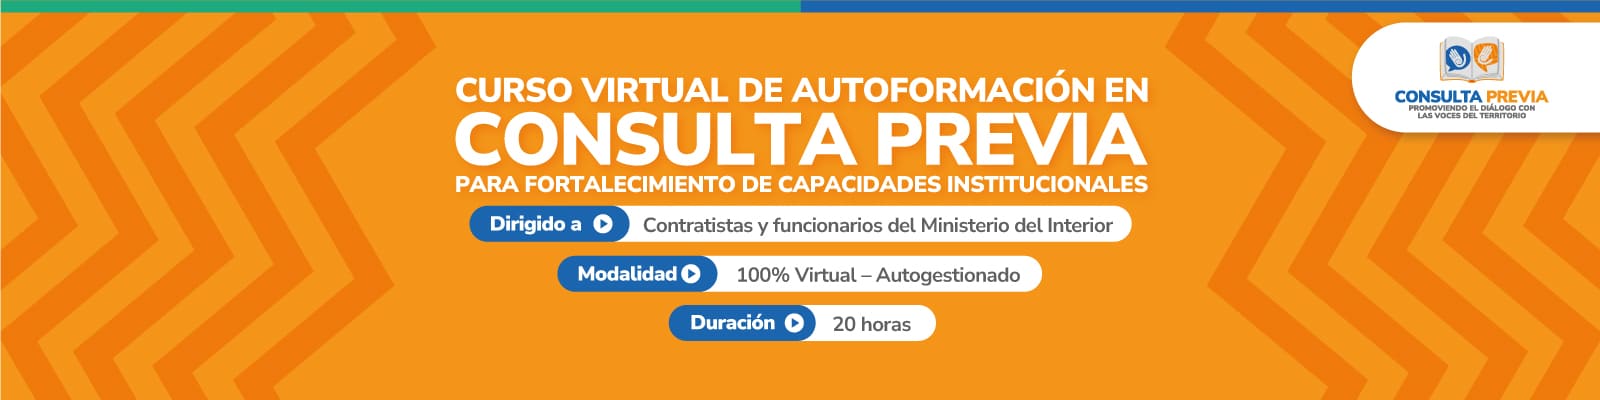 CURSO VIRTUAL DE AUTOFORMACIÓN EN
CONSULTA PREVIA
PARA FORTALECIMIENTO DE CAPACIDADES INSTITUCIONALES
Dirigido a Contratistas y funcionarios del Ministerio del Interior
Modalidad 100% Virtual – Autogestionado
Duración 20 horas
CONSULTA PREVIA
PROMOVIENDO EL DIÁLOGO CON
LAS VOCES DEL TERRITORIO